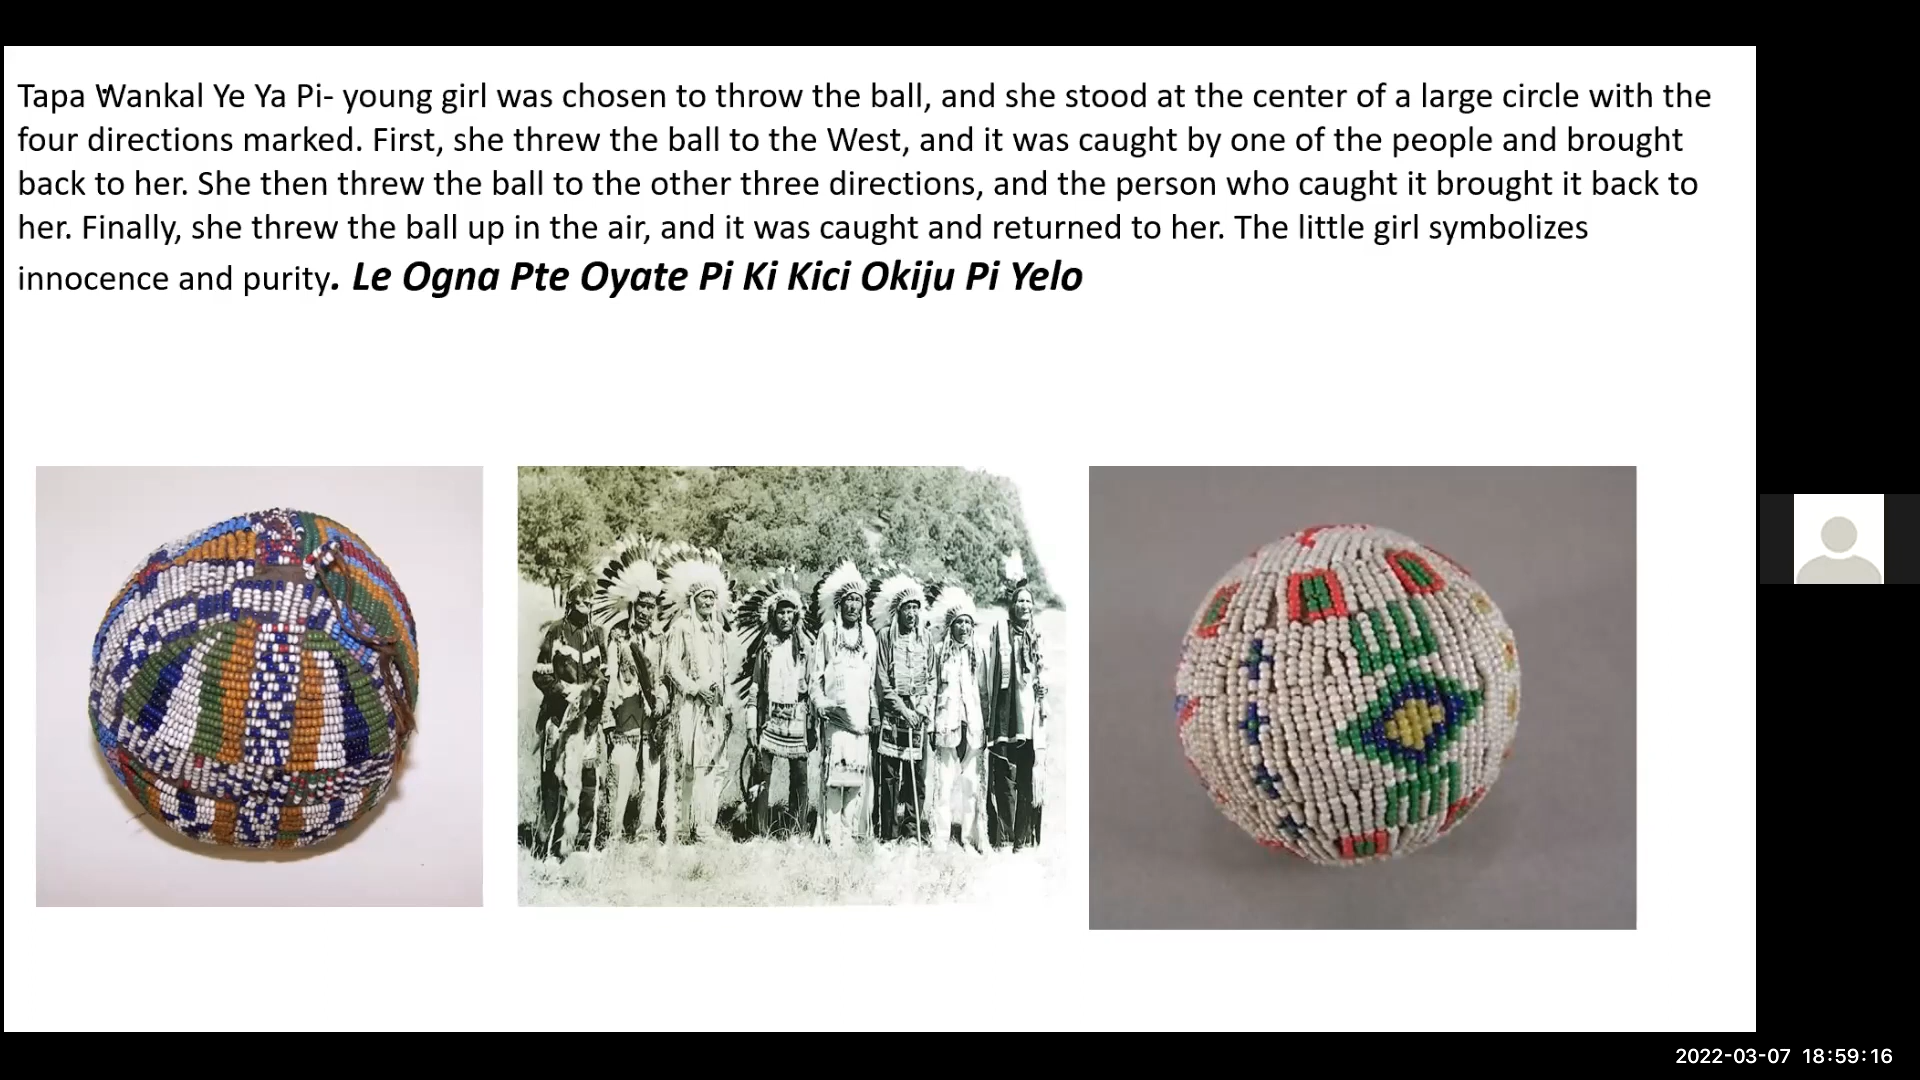 Tapa Wankal Ye Ya Pi- young girl was chosen to throw the ball, and she stood at the center of a large circle with the
four directions marked. First, she threw the ball to the West, and it was caught by one of the people and brought
back to her. She then threw the ball to the other three directions, and the person who caught it brought it back to
her. Finally, she threw the ball up in the air, and it was caught and returned to her. The little girl symbolizes
innocence and purity. Le Ogna Pte Oyate Pi Ki Kici Okiju Pi Yelo
2022-03-07 18:59:16